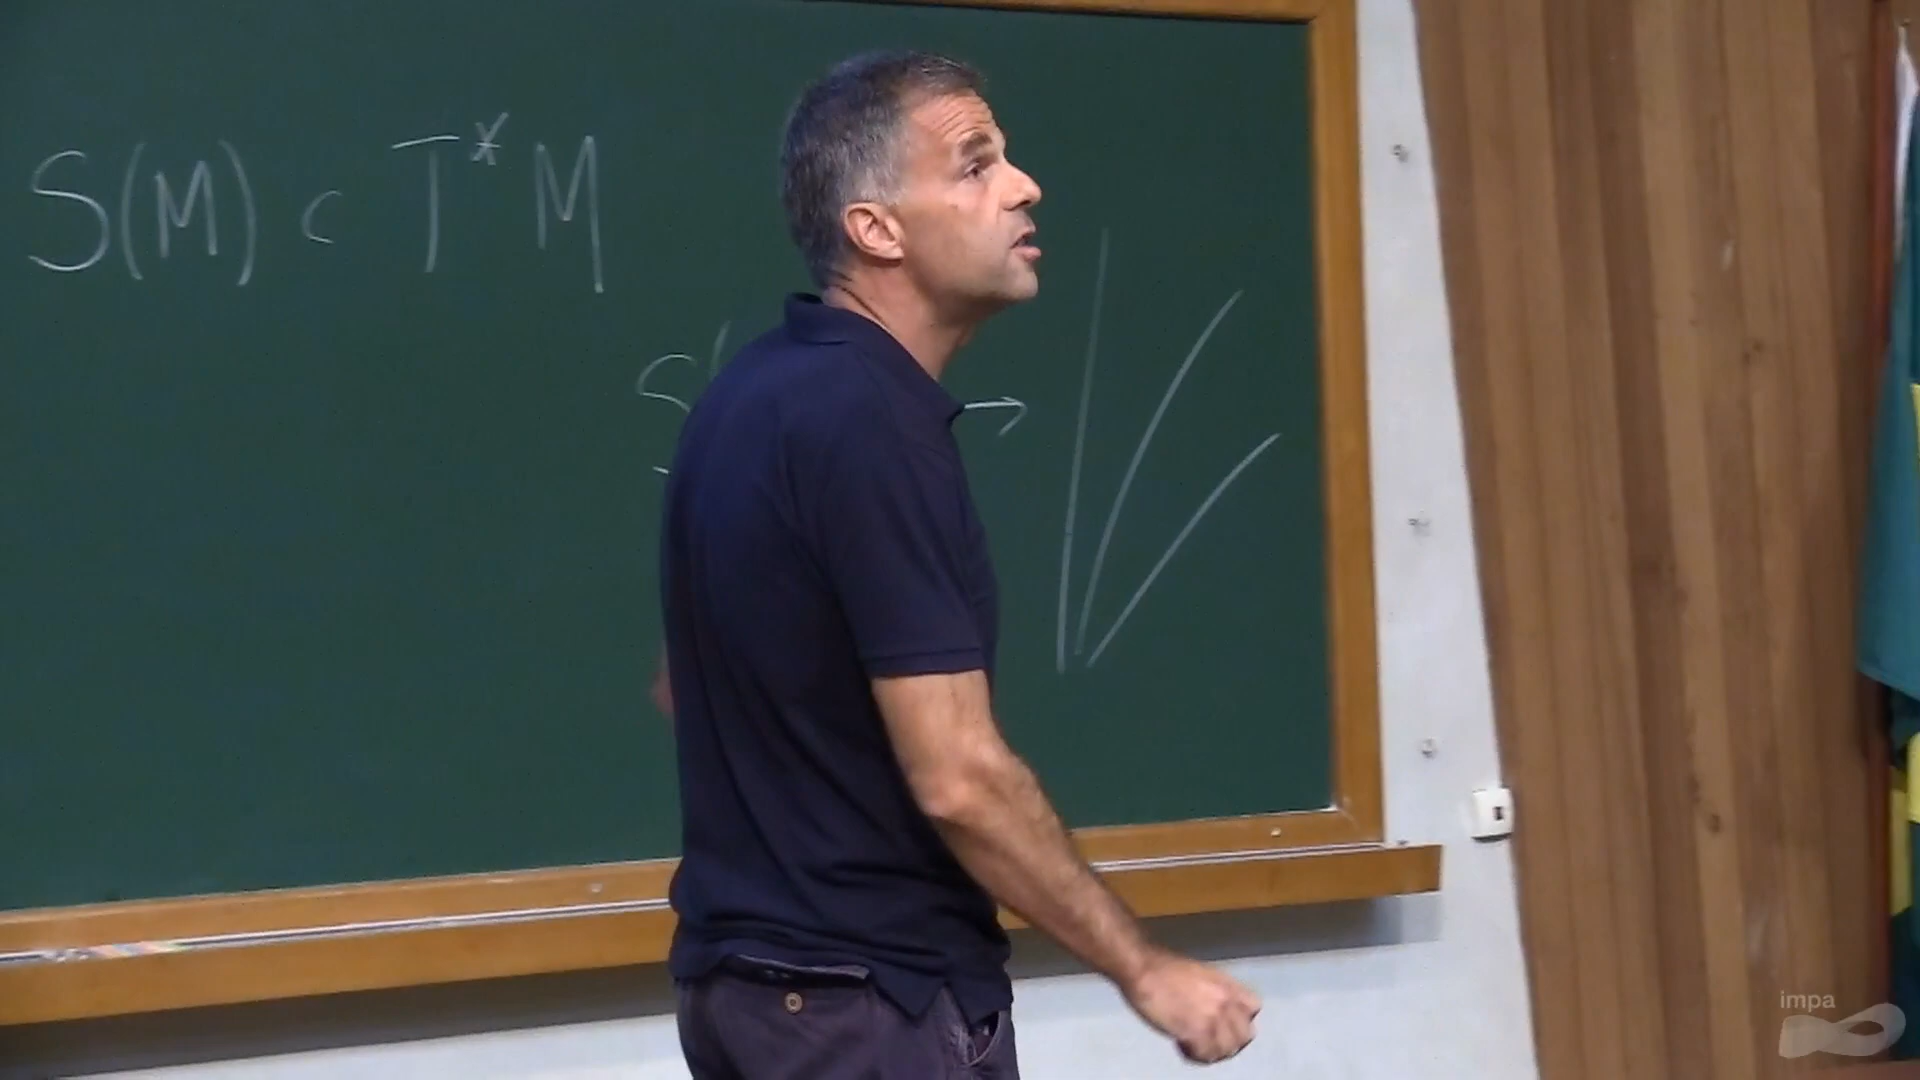 S(M) ⊂ T*M
S →
impa